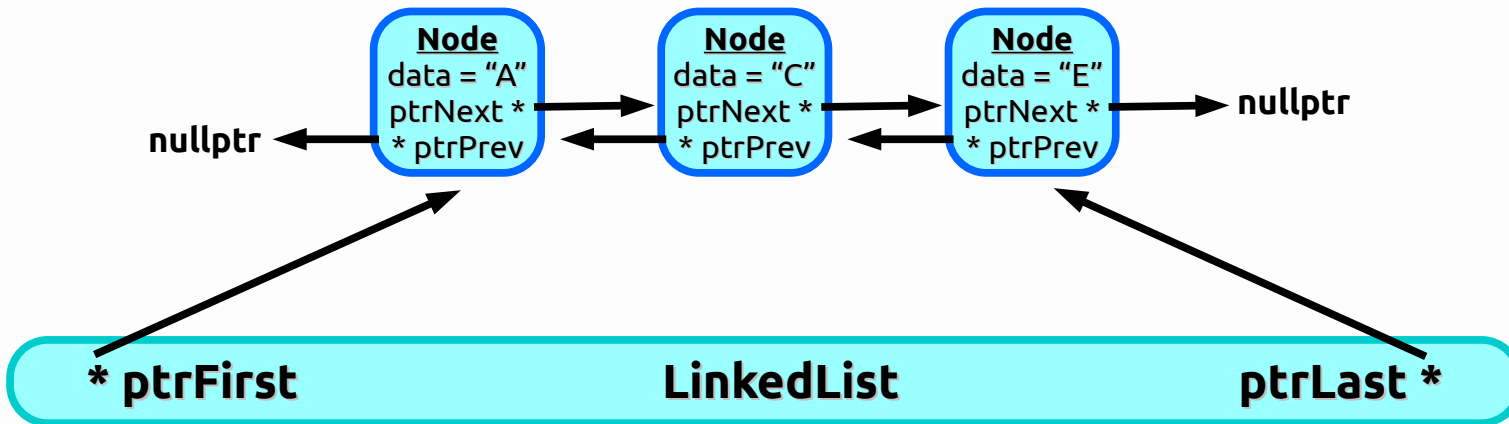 Node
data = “A”
ptrNext *
* ptrPrev
Node
data = “C”
ptrNext *
* ptrPrev
Node
data = “E”
ptrNext *
* ptrPrev
nullptr
nullptr
* ptrFirst
LinkedList
ptrLast *